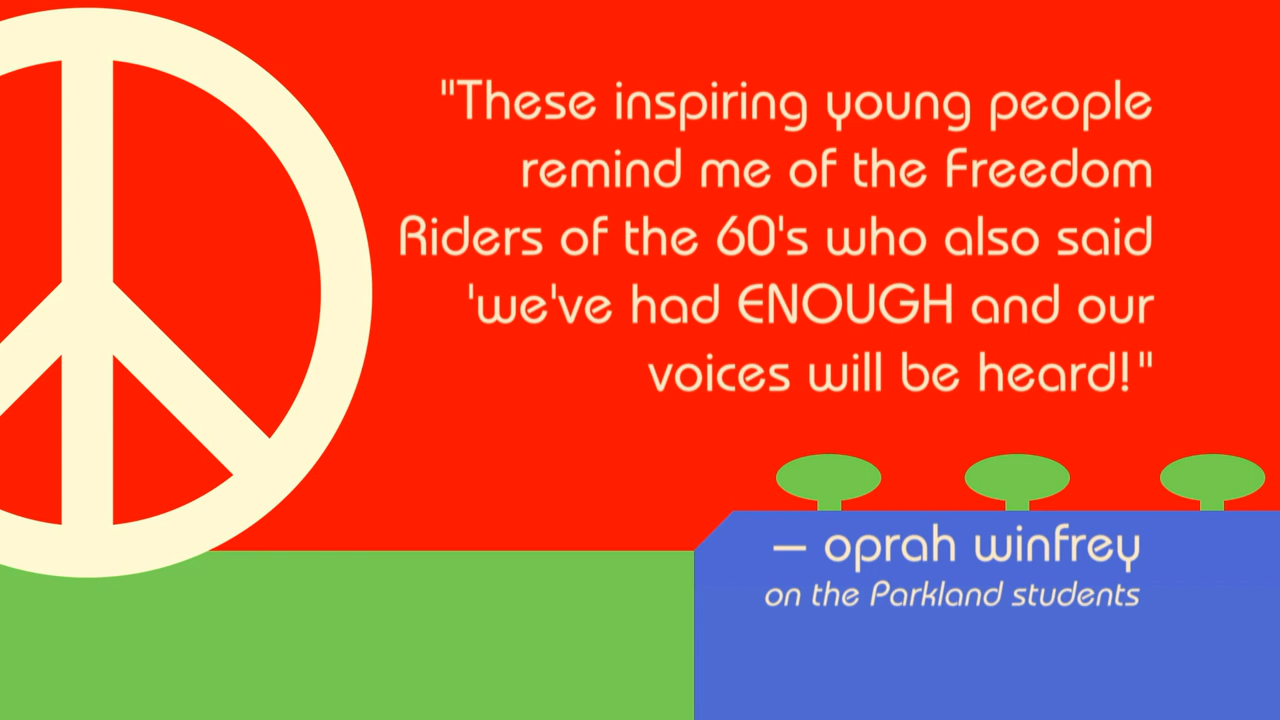 "These inspiring young people
remind me of the Freedom
Riders of the 60's who also said
'we've had ENOUGH and our
voices will be heard!"
– oprah winfrey
on the Parkland students